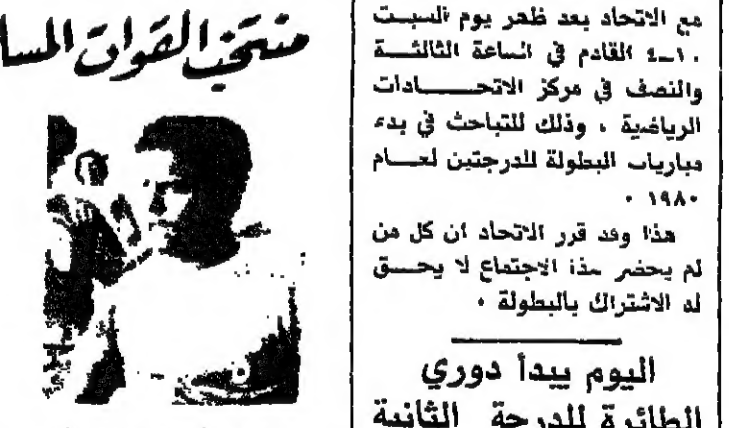 منتخب القوات المسا
مع الاتحاد بعد ظهر يوم السبت
١٠-٤ القادم في الساعة الثالثة
والنصف في مركز الاتحادات
الرياضية ، وذلك للتباحث في بدء
مباريات البطولة للدرجتين لعام
١٩٨٠ .
هذا وقد قرر الاتحاد ان كل من
لم يحضر هذا الاجتماع لا يحق
له الاشتراك بالبطولة .
اليوم يبدأ دوري
الطائرة للدرجة الثانية